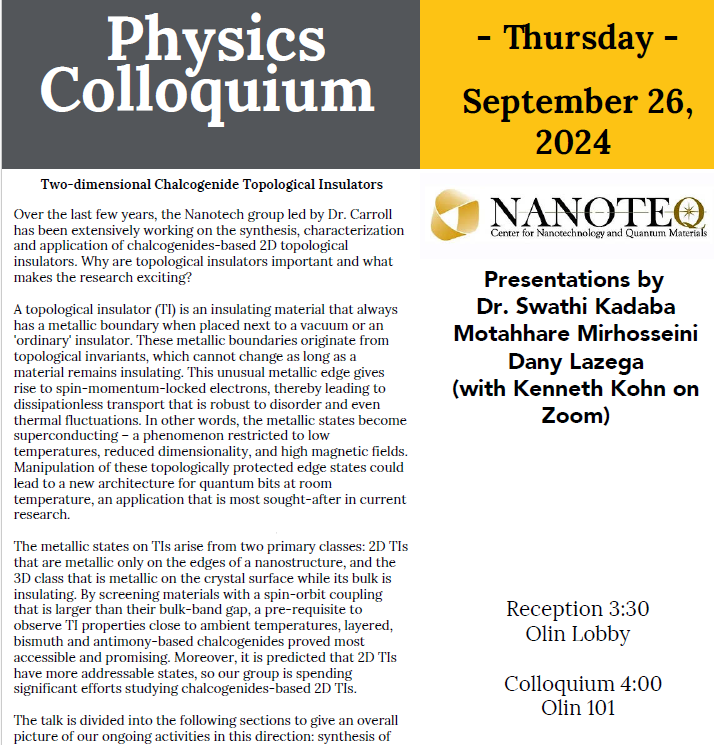 Physics
Colloquium
- Thursday -
September 26,
2024
Two-dimensional Chalcogenide Topological Insulators
Over the last few years, the Nanotech group led by Dr. Carroll
has been extensively working on the synthesis, characterization
and application of chalcogenides-based 2D topological
insulators. Why are topological insulators important and what
makes the research exciting?
A topological insulator (TI) is an insulating material that always
has a metallic boundary when placed next to a vacuum or an
'ordinary' insulator. These metallic boundaries originate from
topological invariants, which cannot change as long as a
material remains insulating. This unusual metallic edge gives
rise to spin-momentum-locked electrons, thereby leading to
dissipationless transport that is robust to disorder and even
thermal fluctuations. In other words, the metallic states become
superconducting – a phenomenon restricted to low
temperatures, reduced dimensionality, and high magnetic fields.
Manipulation of these topologically protected edge states could
lead to a new architecture for quantum bits at room
temperature, an application that is most sought-after in current
research.
The metallic states on TIs arise from two primary classes: 2D TIs
that are metallic only on the edges of a nanostructure, and the
3D class that is metallic on the crystal surface while its bulk is
insulating. By screening materials with a spin-orbit coupling
that is larger than their bulk-band gap, a pre-requisite to
observe TI properties close to ambient temperatures, layered,
bismuth and antimony-based chalcogenides proved most
accessible and promising. Moreover, it is predicted that 2D TIs
have more addressable states, so our group is spending
significant efforts studying chalcogenides-based 2D TIs.
The talk is divided into the following sections to give an overall
picture of our ongoing activities in this direction: synthesis of
NANOTEQ
Center for Nanotechnology and Quantum Materials
Presentations by
Dr. Swathi Kadaba
Motahhare Mirhosseini
Dany Lazega
(with Kenneth Kohn on
Zoom)
Reception 3:30
Olin Lobby
Colloquium 4:00
Olin 101